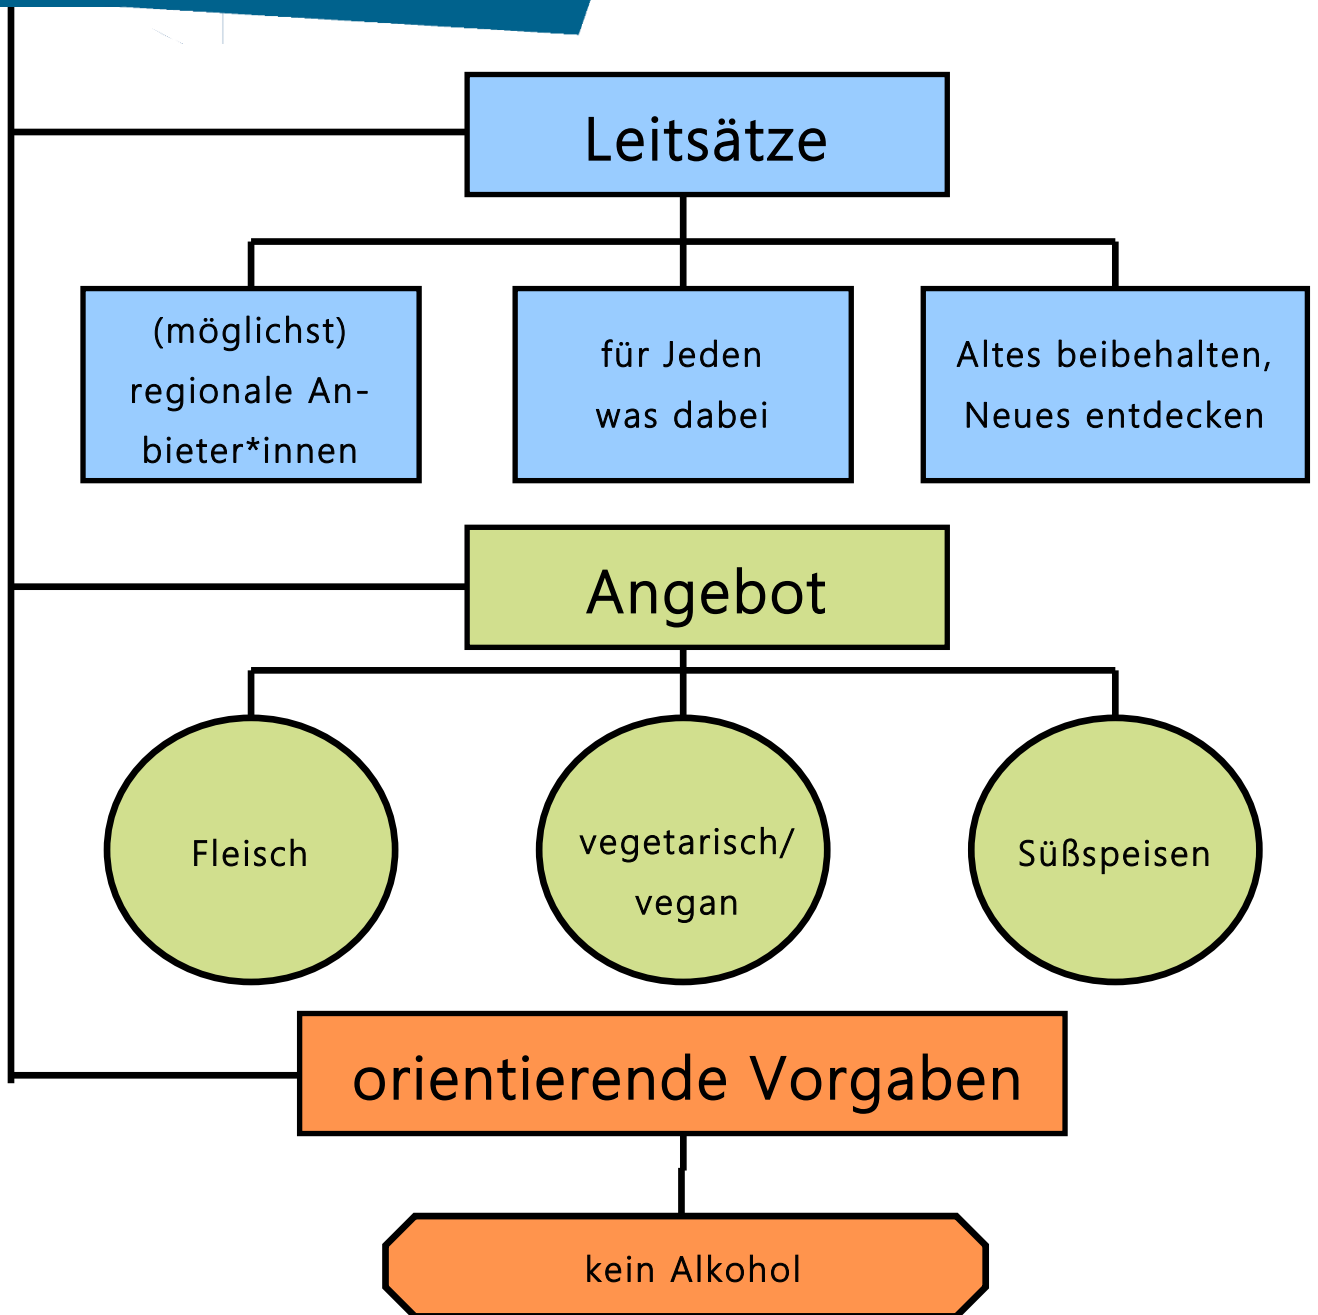 Leitsätze
(möglichst)
regionale An-
bieter*innen
für Jeden
was dabei
Altes beibehalten,
Neues entdecken
Angebot
Fleisch
vegetarisch/
vegan
Süßspeisen
orientierende Vorgaben
kein Alkohol